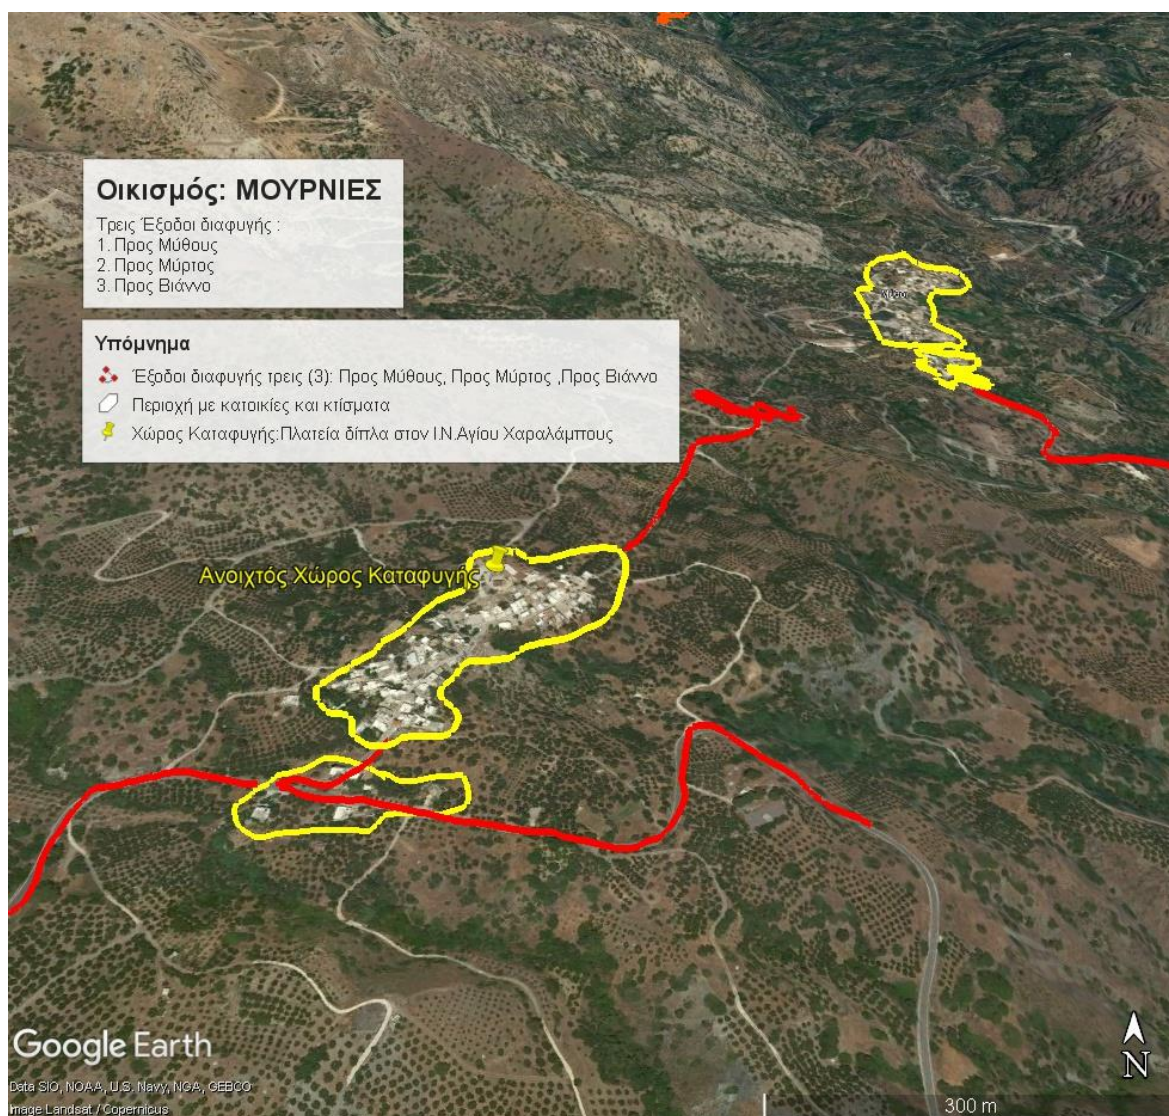 Οικισμός: ΜΟΥΡΝΙΕΣ
Τρεις Έξοδοι διαφυγής :
1. Προς Μύθους
2. Προς Μύρτος
3. Προς Βιάννο
Υπόμνημα
Έξοδοι διαφυγής τρεις (3): Προς Μύθους, Προς Μύρτος ,Προς Βιάννο
Περιοχή με κατοικίες και κτίσματα
Χώρος Καταφυγής:Πλατεία δίπλα στον Ι.Ν.Αγίου Χαραλάμπους
Ανοιχτός Χώρος Καταφυγής
Google Earth
Data SIO, NOAA, U.S. Navy, NGA, GEBCO
Image Landsat / Copernicus
N
300 m